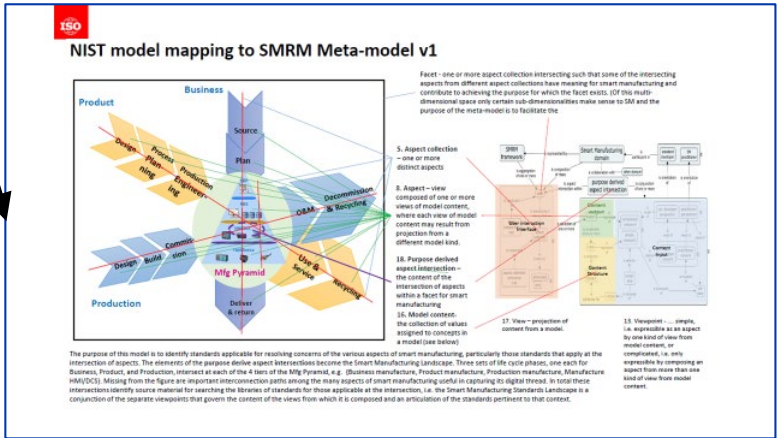 ISO
NIST model mapping to SMRM Meta-model v1
Facet - one or more aspect collection intersecting such that some of the intersecting
aspects from different aspect collections have meaning for smart manufacturing and
contribute to achieving the purpose for which the facet exists. (Of this multi-
dimensional space only certain sub-dimensionalities make sense to SM and the
purpose of the meta-model is to facilitate the
Product
Business
Source
Plan
Design
Process
Plan-
ning
Production
Engineer-
ing
Decommission
& Recycling
O&M
Commis-
sion
Build
Design
Mfg Pyramid
Use &
Service
Recycling
Production
Deliver
& return
5. Aspect collection
– one or more
distinct aspects
8. Aspect – view
composed of one or more
views of model content,
where each view of model
content may result from
projection from a
different model kind.
18. Purpose derived
aspect intersection –
the content of the
intersection of aspects
within a facet for smart
manufacturing
16. Model content-
the collection of values
assigned to concepts in
a model (see below)
SMRM
framework
Smart Manufacturing
domain
purpose derived
aspect intersection
User Interaction
Interface
Content
output
Content
Structure
Content
Input
17. View – projection of
content from a model.
15. Viewpoint - … simple,
i.e. expressible as an aspect
by one kind of view from
model content, or
complicated, i.e. only
expressible by composing an
aspect from more than one
kind of view from model
content.
The purpose of this model is to identify standards applicable for resolving concerns of the various aspects of smart manufacturing, particularly those standards that apply at the
intersection of aspects. The elements of the purpose derive aspect intersections become the Smart Manufacturing Landscape. Three sets of life cycle phases, one each for
Business, Product, and Production, intersect at each of the 4 tiers of the Mfg Pyramid, e.g. (Business manufacture, Product manufacture, Production manufacture, Manufacture
HMI/DCS). Missing from the figure are important interconnection paths among the many aspects of smart manufacturing useful in capturing its digital thread. In total these
intersections identify source material for searching the libraries of standards for those applicable at the intersection, i.e. the Smart Manufacturing Standards Landscape is a
conjunction of the separate viewpoints that govern the content of the views from which it is composed and an articulation of the standards pertinent to that context.